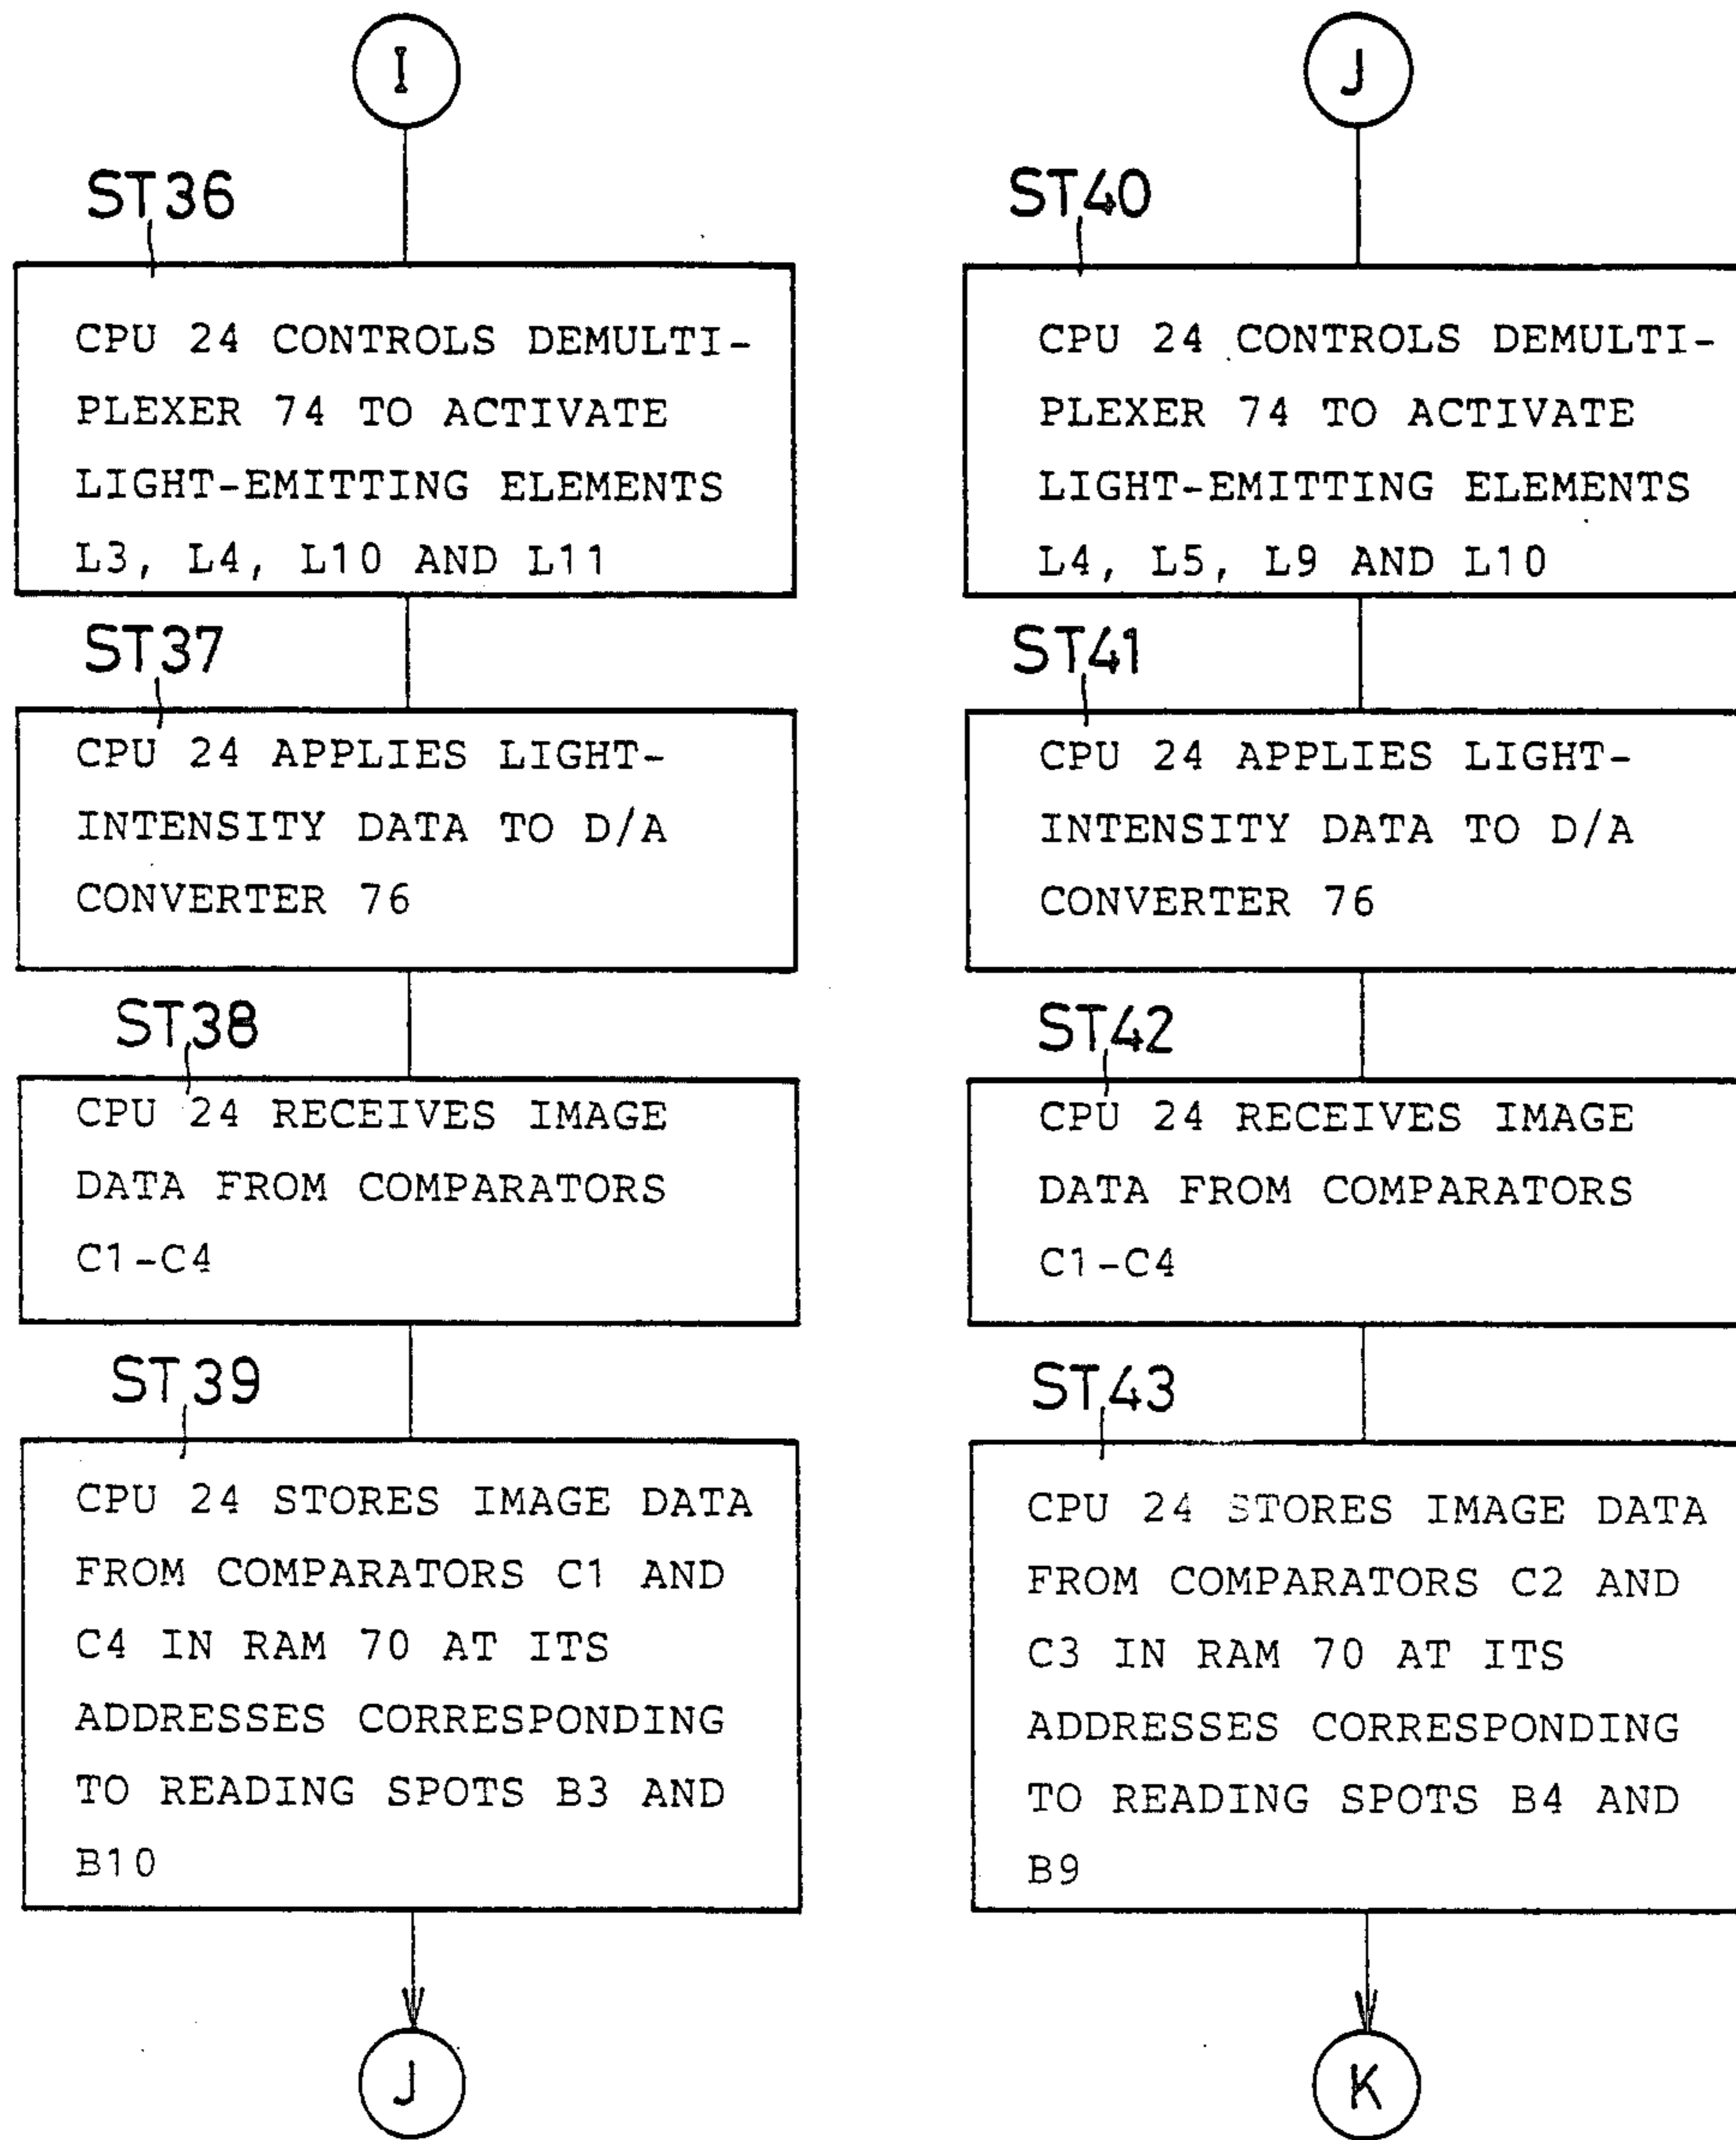 I
ST36
CPU 24 CONTROLS DEMULTI-
PLEXER 74 TO ACTIVATE
LIGHT-EMITTING ELEMENTS
L3, L4, L10 AND L11
ST37
CPU 24 APPLIES LIGHT-
INTENSITY DATA TO D/A
CONVERTER 76
ST38
CPU 24 RECEIVES IMAGE
DATA FROM COMPARATORS
C1-C4
ST39
CPU 24 STORES IMAGE DATA
FROM COMPARATORS C1 AND
C4 IN RAM 70 AT ITS
ADDRESSES CORRESPONDING
TO READING SPOTS B3 AND
B10
J
J
ST40
CPU 24 CONTROLS DEMULTI-
PLEXER 74 TO ACTIVATE
LIGHT-EMITTING ELEMENTS
L4, L5, L9 AND L10
ST41
CPU 24 APPLIES LIGHT-
INTENSITY DATA TO D/A
CONVERTER 76
ST42
CPU 24 RECEIVES IMAGE
DATA FROM COMPARATORS
C1-C4
ST43
CPU 24 STORES IMAGE DATA
FROM COMPARATORS C2 AND
C3 IN RAM 70 AT ITS
ADDRESSES CORRESPONDING
TO READING SPOTS B4 AND
B9
K